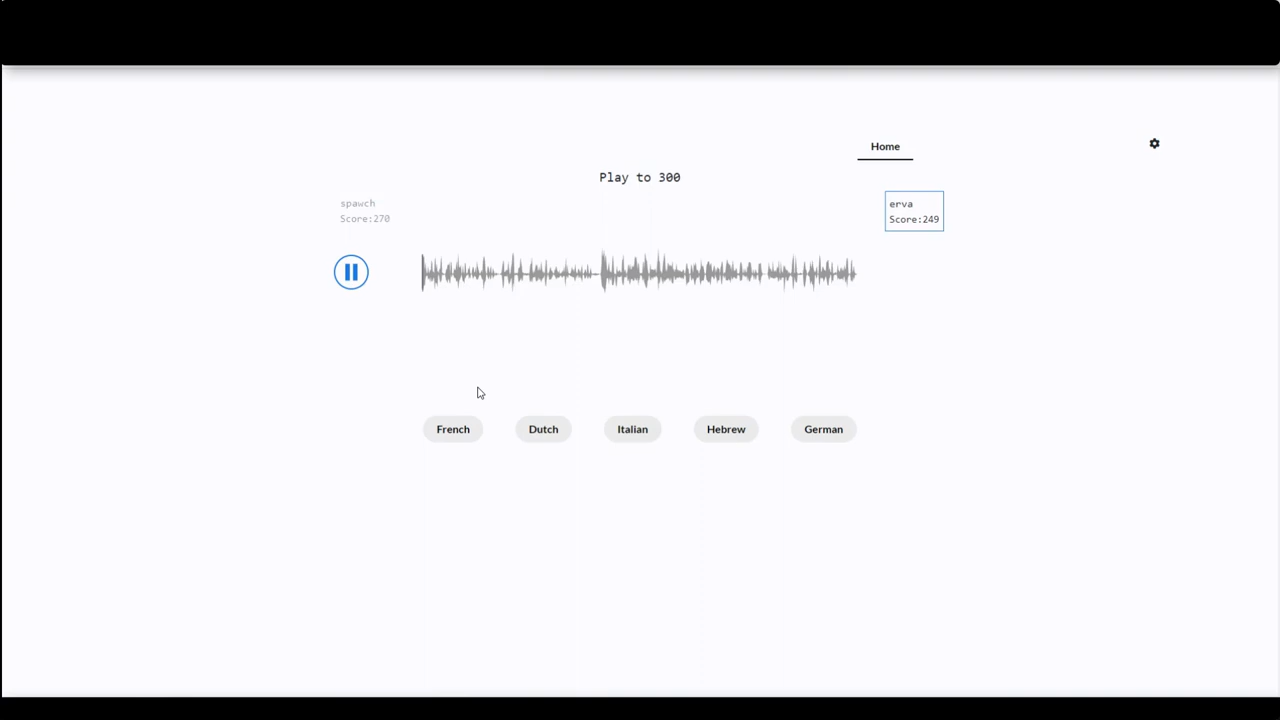 Home
Play to 300
spawch
Score:270
erva
Score:249
French
Dutch
Italian
Hebrew
German